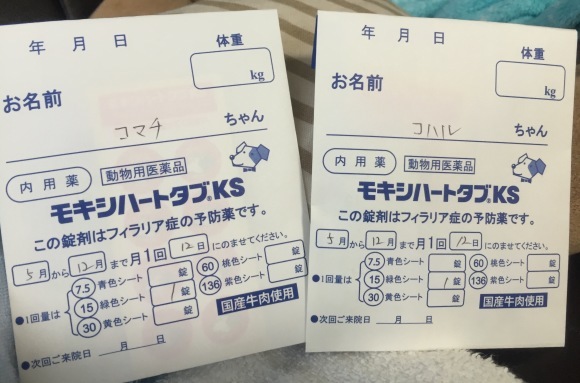 年 月 日
体重
kg
お名前
コマチ ちゃん
内用薬 動物用医薬品
モキシハートタブKS
この錠剤はフィラリア症の予防薬です。
5月から12月まで月1回12日にのませてください。
●1回量は
7.5 青色シート 錠
15 緑色シート 1錠
30 黄色シート 錠
60 桃色シート 錠
136 紫色シート 錠
国産牛肉使用
●次回ご来院日 月 日
年 月 日
体重
kg
お名前
コハル ちゃん
内用薬 動物用医薬品
モキシハートタブ®KS
この錠剤はフィラリア症の予防薬です。
5月から12月まで月1回12日にのませてください。
●1回量は
7.5 青色シート 錠
15 緑色シート 1錠
30 黄色シート 錠
60 桃色シート 錠
136 紫色シート 錠
国産牛肉使用
●次回ご来院日 月 日